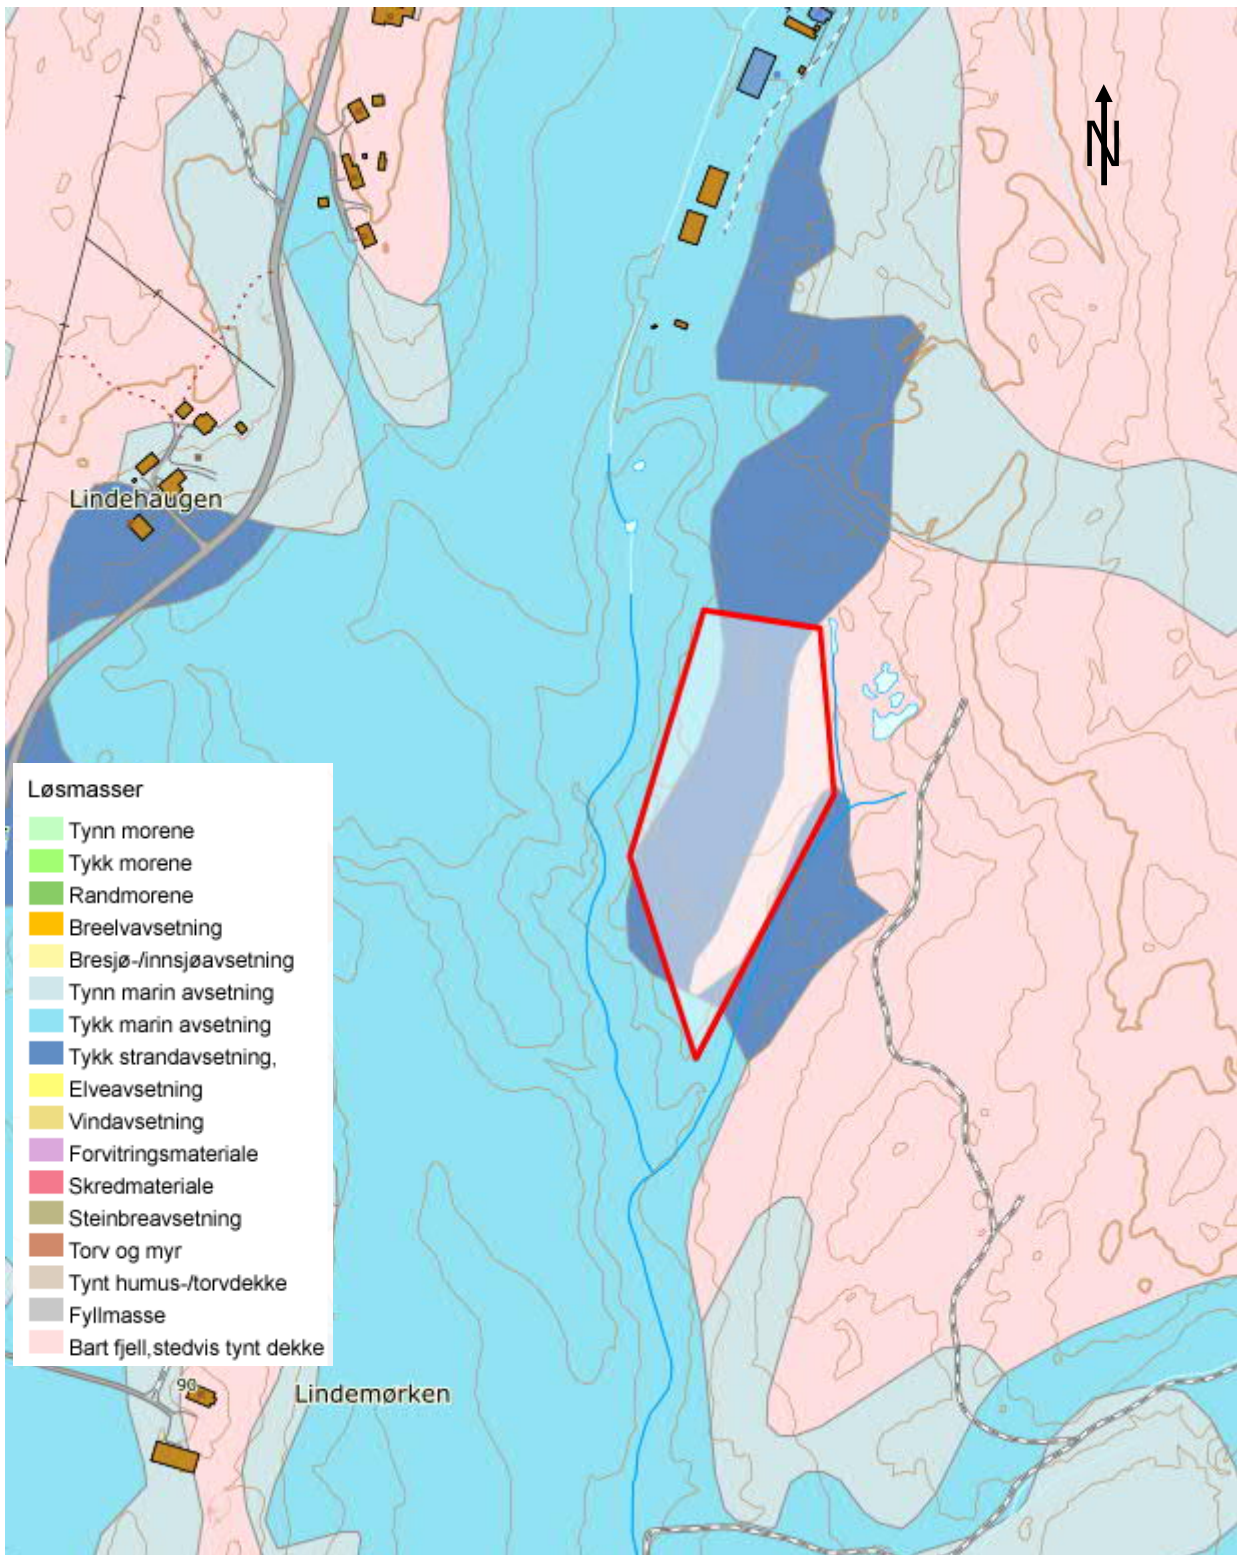 N
Lindehaugen
Løsmasser
Tynn morene
Tykk morene
Randmorene
Breelvavsetning
Bresjø-/innsjøavsetning
Tynn marin avsetning
Tykk marin avsetning
Tykk strandavsetning,
Elveavsetning
Vindavsetning
Forvitringsmateriale
Skredmateriale
Steinbreavsetning
Torv og myr
Tynt humus-/torvdekke
Fyllmasse
Bart fjell,stedvis tynt dekke
90
Lindemørken